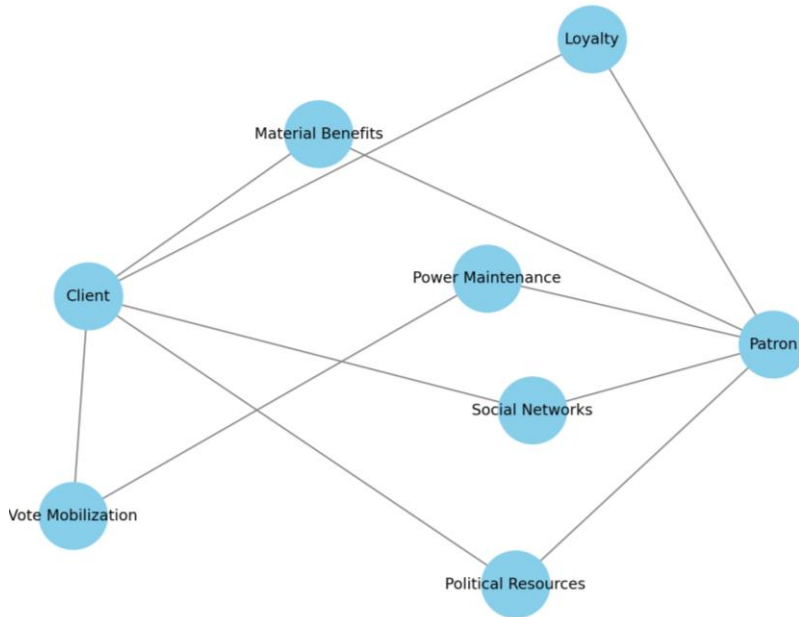 Loyalty
Material Benefits
Power Maintenance
Client
Patron
Social Networks
Vote Mobilization
Political Resources